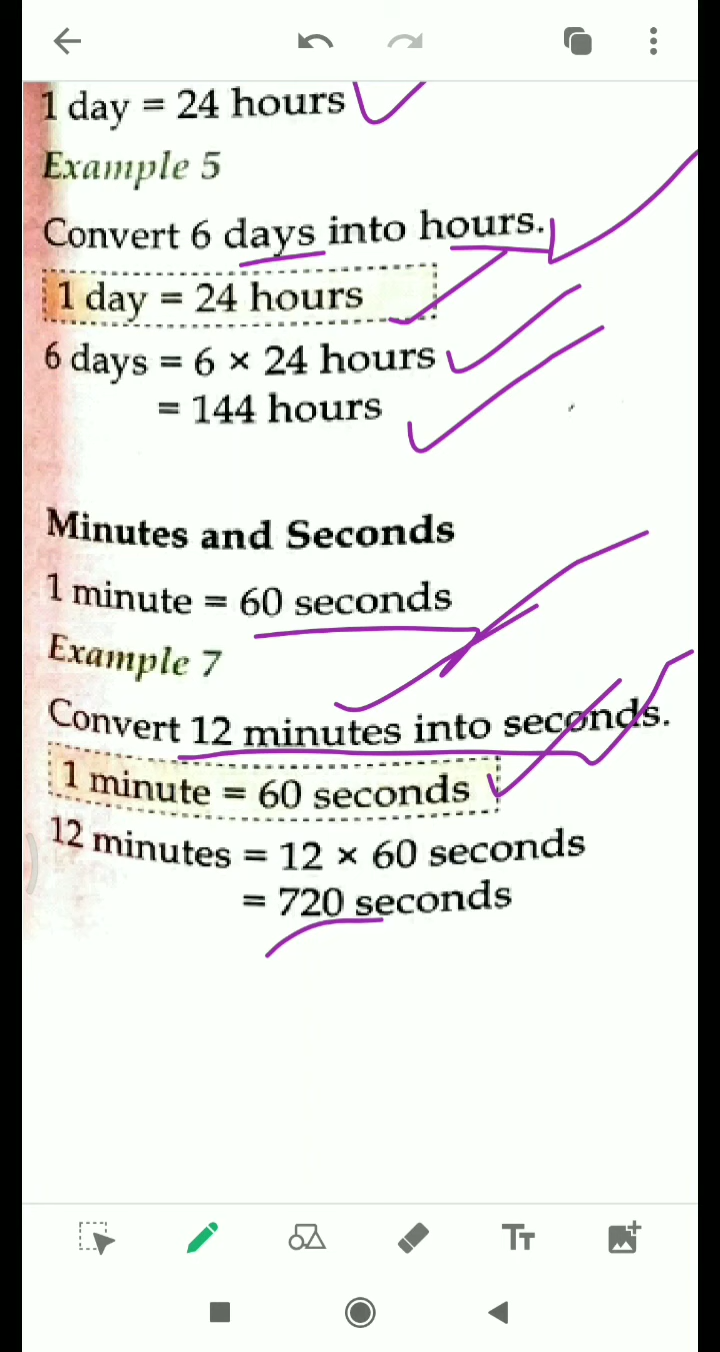 1 day = 24 hours
Example 5
Convert 6 days into hours.
1 day = 24 hours
6 days = 6 × 24 hours
= 144 hours
Minutes and Seconds
1 minute = 60 seconds
Example 7
Convert 12 minutes into seconds.
1 minute = 60 seconds
12 minutes = 12 × 60 seconds
= 720 seconds
TT